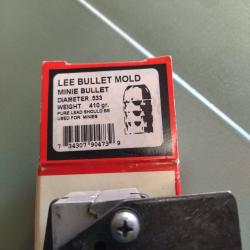 LEE BULLET MOLD
MINIE BULLET
DIAMETER .533
WEIGHT 410 gr.
PURE LEAD SHOULD BE
USED FOR MINIES
7 34307 90473 9